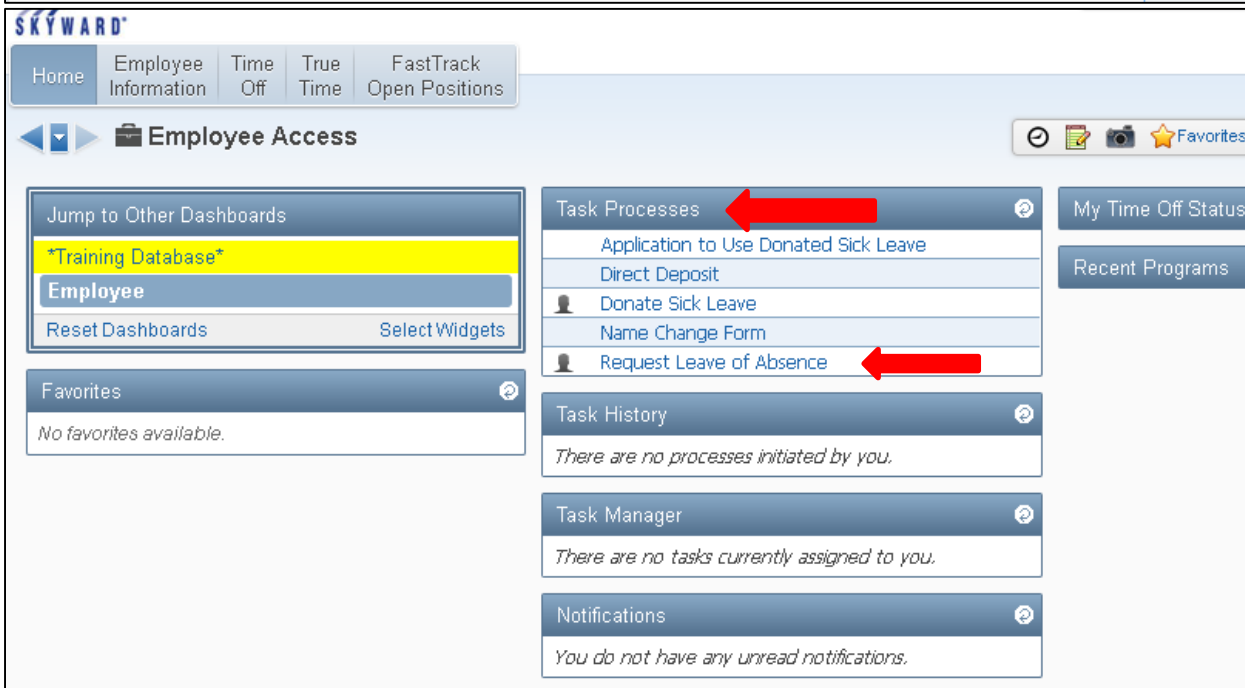 SKYWARD
Home
Employee Information
Time Off
True Time
FastTrack Open Positions
Employee Access
Favorites
Jump to Other Dashboards
*Training Database*
Employee
Reset Dashboards Select Widgets
Favorites
No favorites available.
Task Processes
Application to Use Donated Sick Leave
Direct Deposit
Donate Sick Leave
Name Change Form
Request Leave of Absence
Task History
There are no processes initiated by you.
Task Manager
There are no tasks currently assigned to you.
Notifications
You do not have any unread notifications.
My Time Off Status
Recent Programs